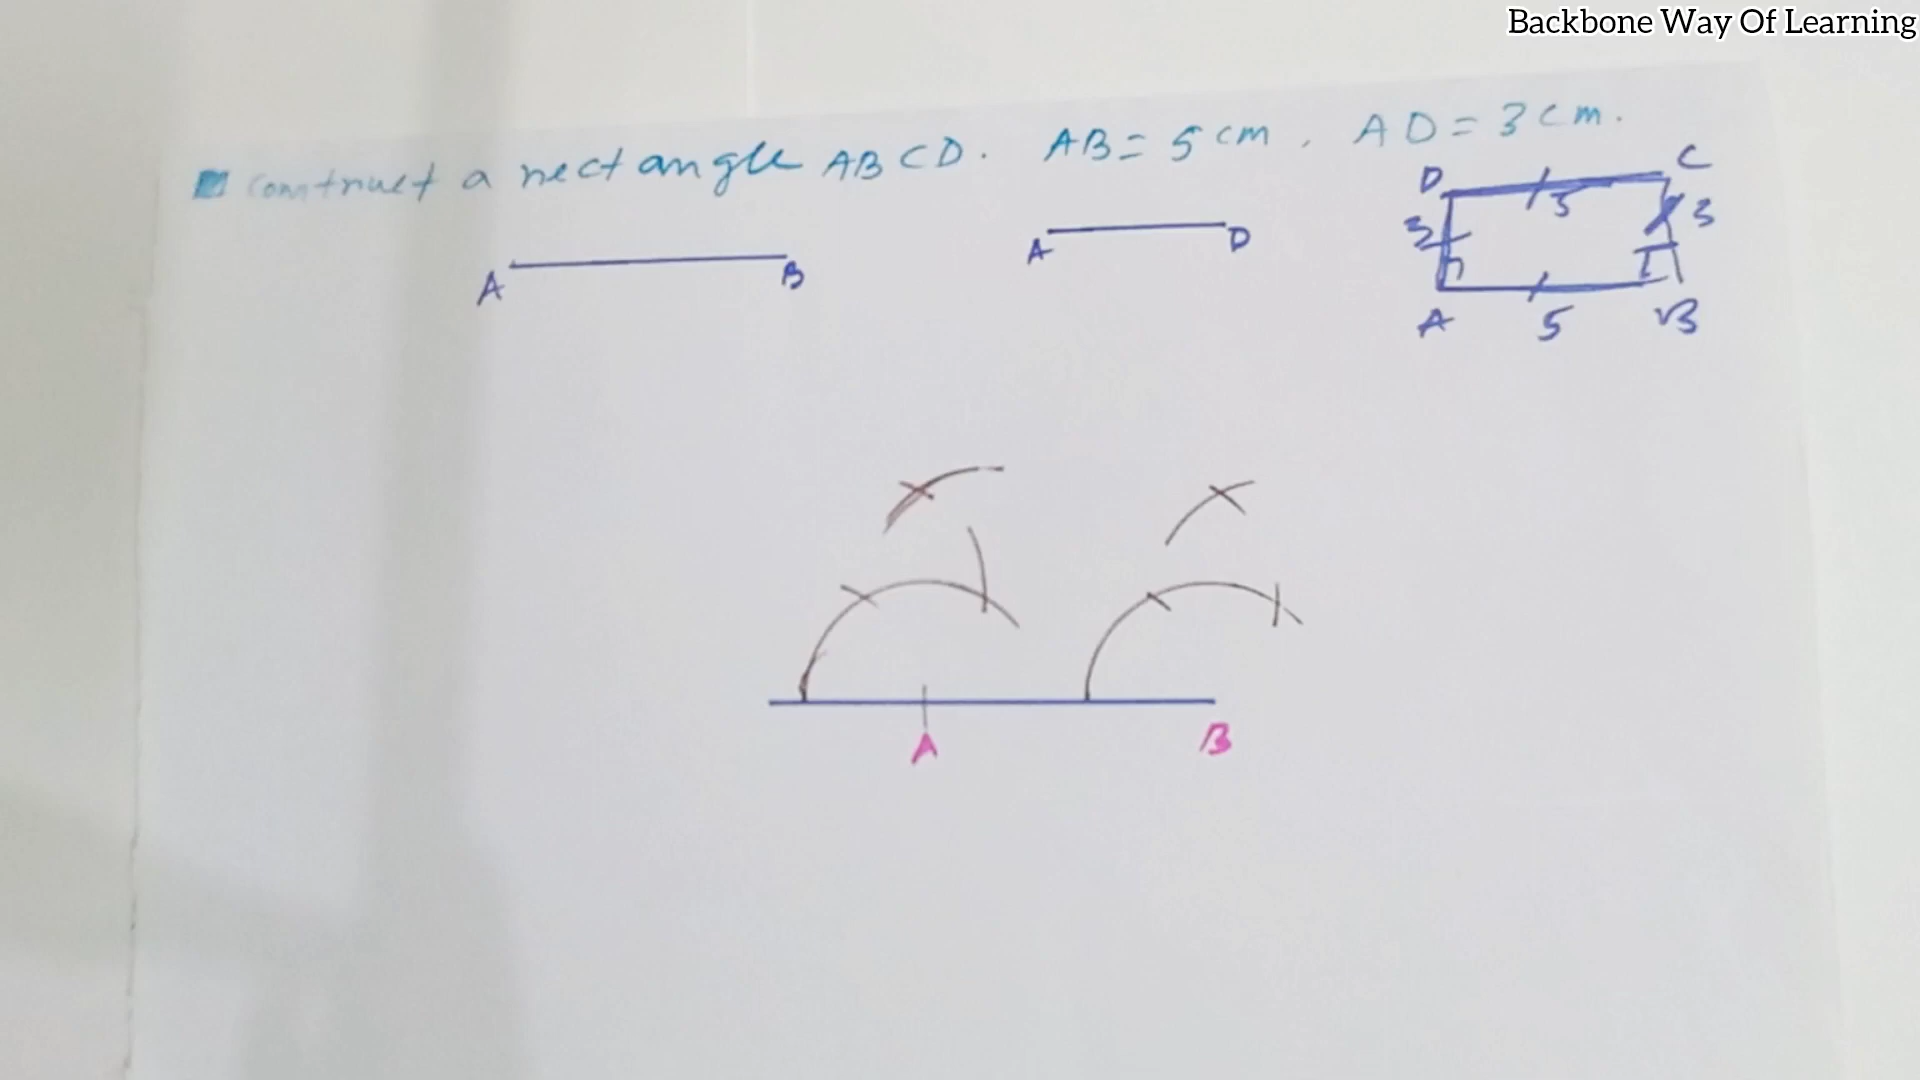 Backbone Way Of Learning
Construct a rectangle ABCD. AB = 5 cm, AD = 3 cm.
D C
5
3 3
A B
A D
A 5 B
A B